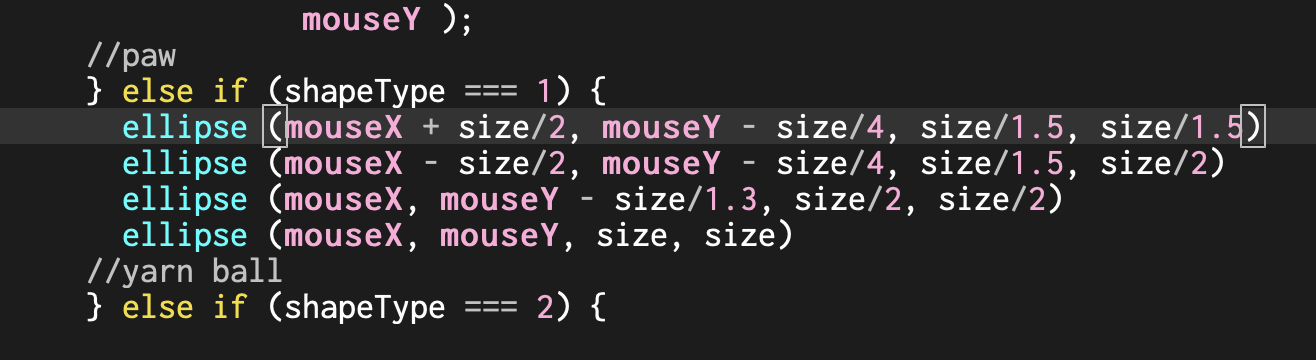 mouseY );
//paw
} else if (shapeType === 1) {
ellipse (mouseX + size/2, mouseY - size/4, size/1.5, size/1.5)
ellipse (mouseX - size/2, mouseY - size/4, size/1.5, size/2)
ellipse (mouseX, mouseY - size/1.3, size/2, size/2)
ellipse (mouseX, mouseY, size, size)
//yarn ball
} else if (shapeType === 2) {